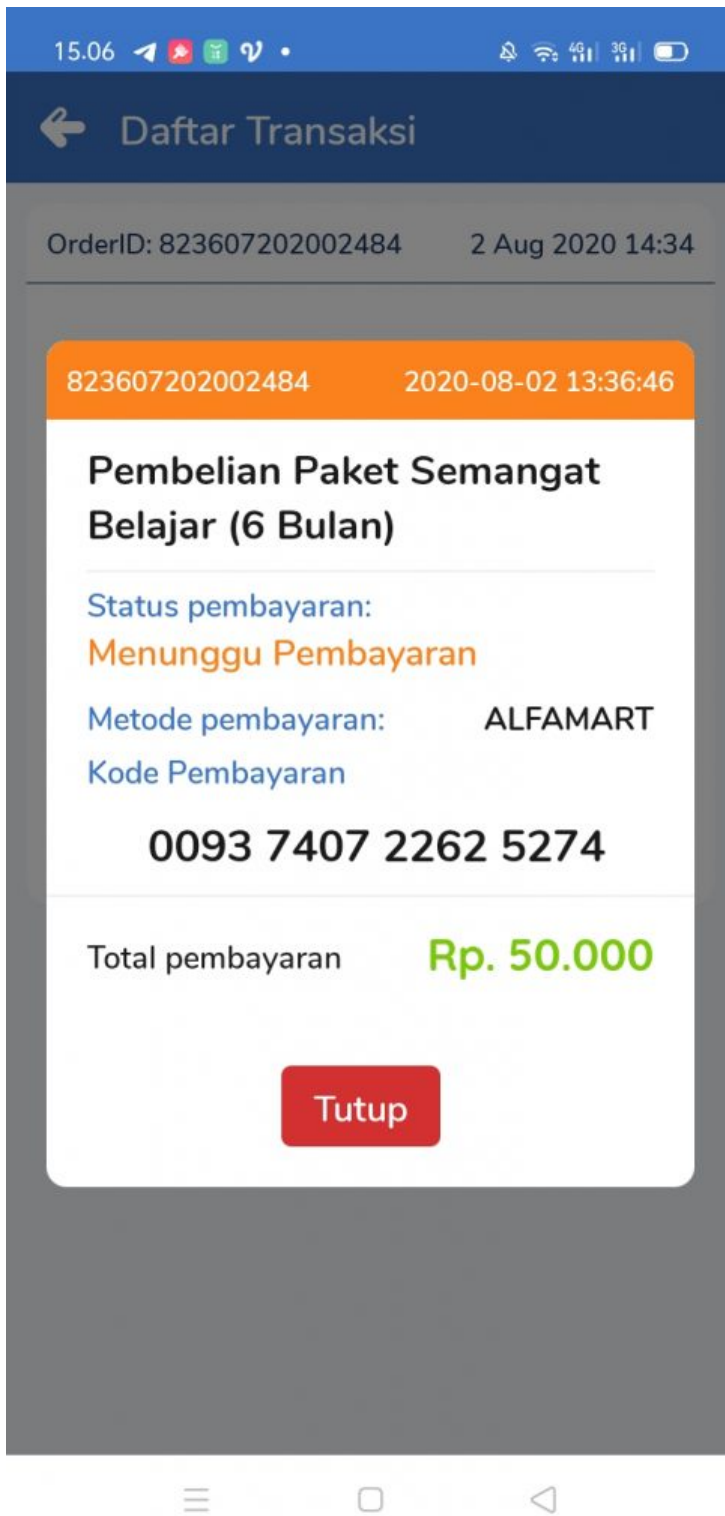 15.06
4G 3G
Daftar Transaksi
OrderID: 823607202002484 2 Aug 2020 14:34
823607202002484 2020-08-02 13:36:46
Pembelian Paket Semangat
Belajar (6 Bulan)
Status pembayaran:
Menunggu Pembayaran
Metode pembayaran: ALFAMART
Kode Pembayaran
0093 7407 2262 5274
Total pembayaran Rp. 50.000
Tutup